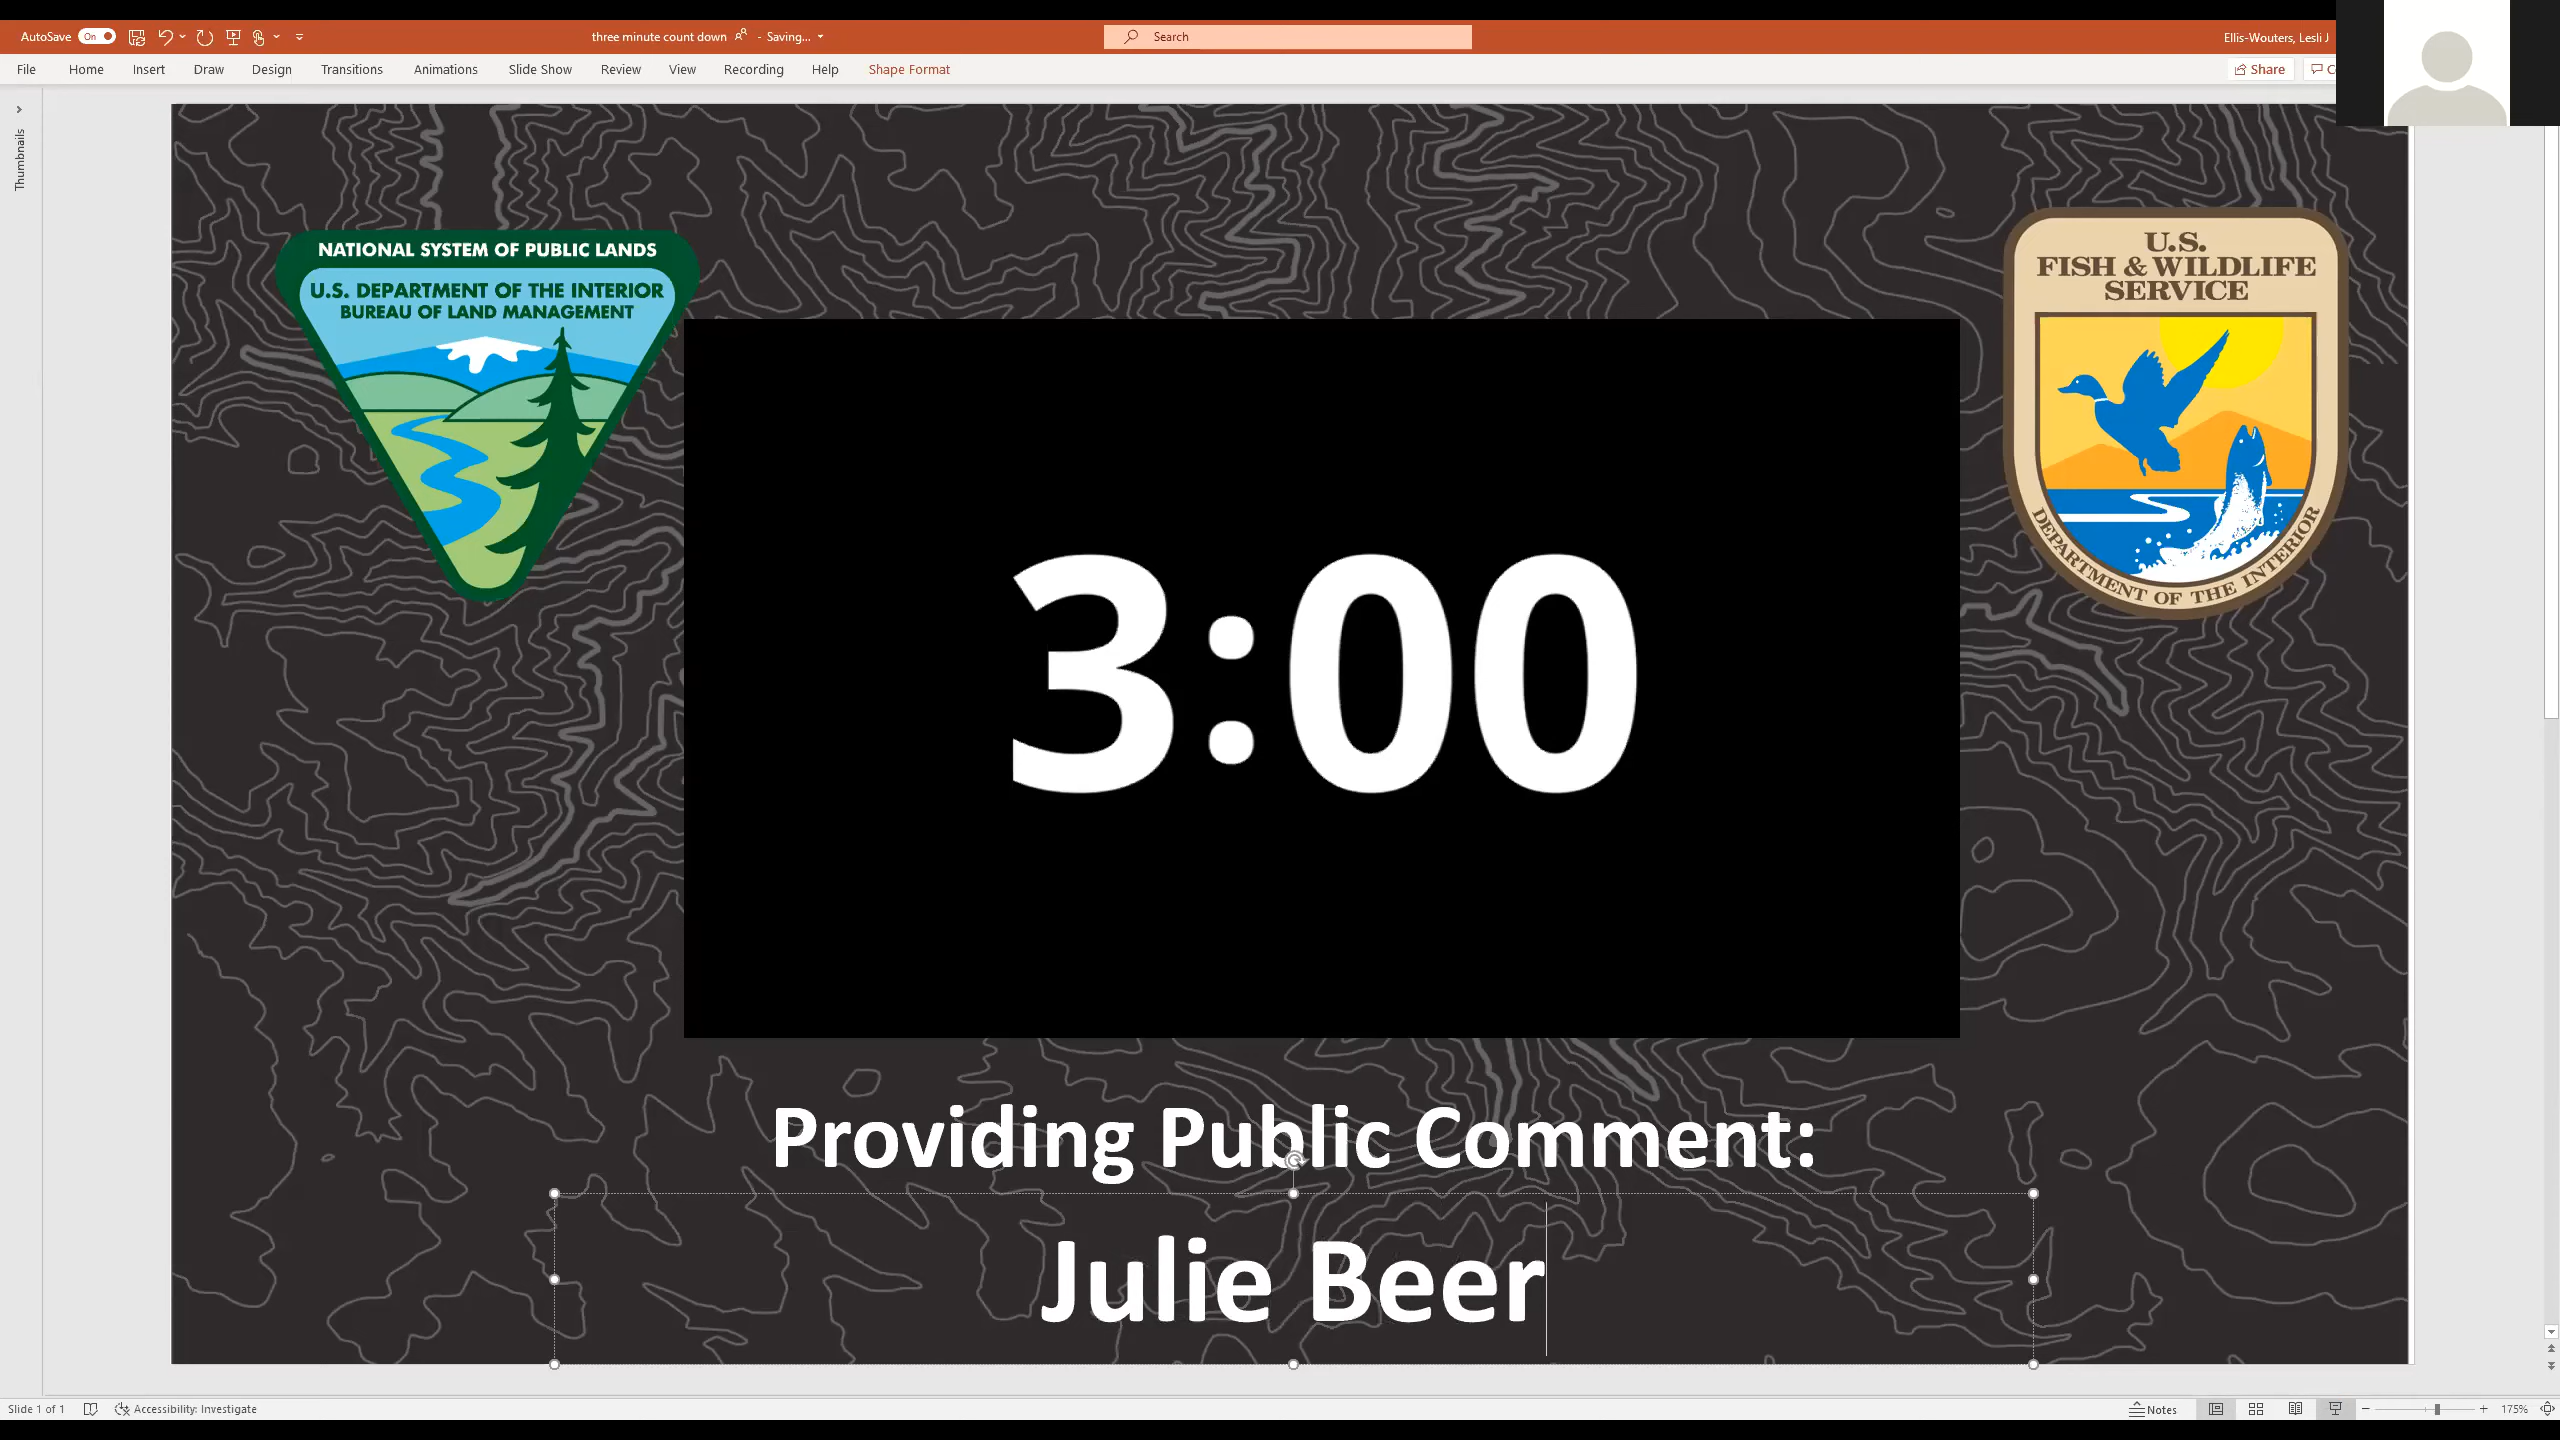 AutoSave On three minute count down - Saving... Search Ellis-Wouters, Lesli J
File Home Insert Draw Design Transitions Animations Slide Show Review View Recording Help Shape Format Share
Thumbnails
NATIONAL SYSTEM OF PUBLIC LANDS
U.S. DEPARTMENT OF THE INTERIOR
BUREAU OF LAND MANAGEMENT
U.S.
FISH & WILDLIFE
SERVICE
DEPARTMENT OF THE INTERIOR
3:00
Providing Public Comment:
Julie Beer
Slide 1 of 1 Accessibility: Investigate Notes 175%